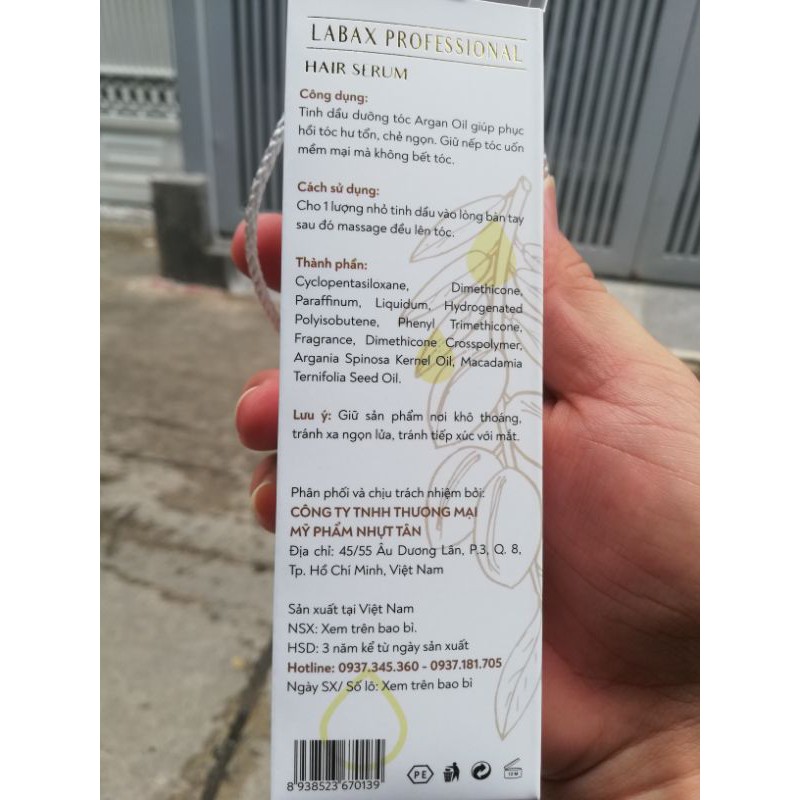 LABAX PROFESSIONAL
HAIR SERUM
Công dụng:
Tinh dầu dưỡng tóc Argan Oil giúp phục
hồi tóc hư tổn, chẻ ngọn. Giữ nếp tóc uốn
mềm mại mà không bết tóc.
Cách sử dụng:
Cho 1 lượng nhỏ tinh dầu vào lòng bàn tay
sau đó massage đều lên tóc.
Thành phần:
Cyclopentasiloxane, Dimethicone,
Paraffinum, Liquidum, Hydrogenated
Polyisobutene, Phenyl Trimethicone,
Fragrance, Dimethicone Crosspolymer,
Argania Spinosa Kernel Oil, Macadamia
Ternifolia Seed Oil.
Lưu ý: Giữ sản phẩm nơi khô thoáng,
tránh xa ngọn lửa, tránh tiếp xúc với mắt.
Phân phối và chịu trách nhiệm bởi:
CÔNG TY TNHH THƯƠNG MẠI
MỸ PHẨM NHỰT TÂN
Địa chỉ: 45/55 Âu Dương Lân, P.3, Q. 8,
Tp. Hồ Chí Minh, Việt Nam
Sản xuất tại Việt Nam
NSX: Xem trên bao bì.
HSD: 3 năm kể từ ngày sản xuất
Hotline: 0937.345.360 - 0937.181.705
Ngày SX/ Số lô: Xem trên bao bì
8 938523 670139
PE
12 M